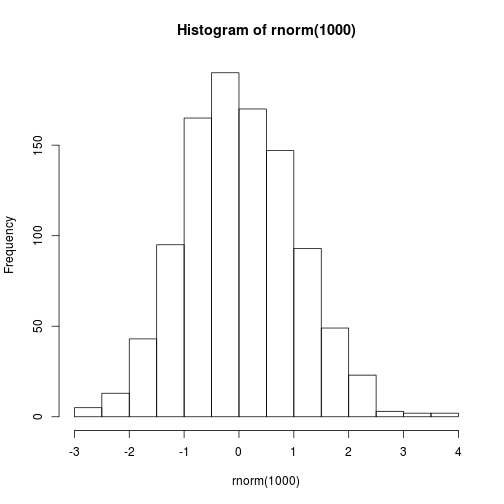 Histogram of rnorm(1000)
Frequency
150
100
50
0
-3 -2 -1 0 1 2 3 4
rnorm(1000)